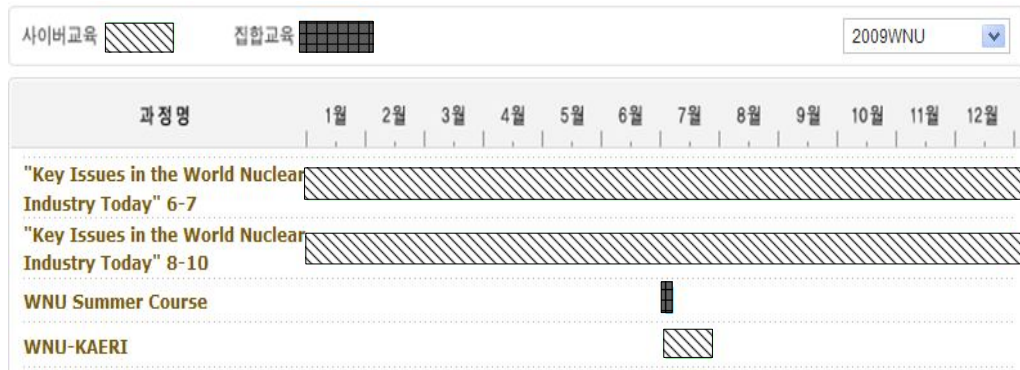 사이버교육 집합교육 2009WNU
과정명 1월 2월 3월 4월 5월 6월 7월 8월 9월 10월 11월 12월
"Key Issues in the World Nuclear
Industry Today" 6-7
"Key Issues in the World Nuclear
Industry Today" 8-10
WNU Summer Course
WNU-KAERI